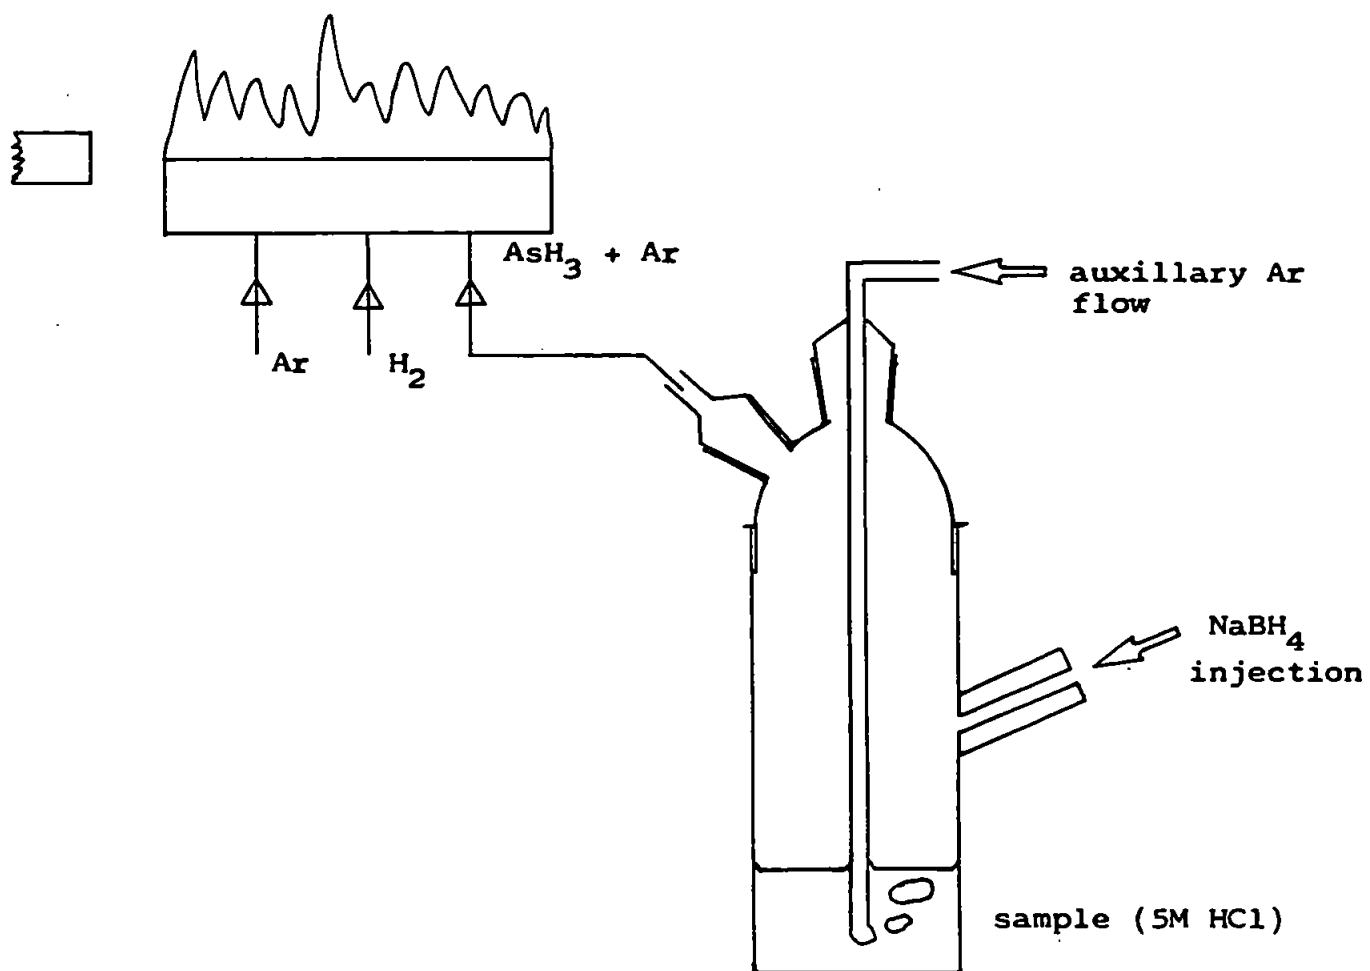 AsH3 + Ar
auxillary Ar
flow
Ar
H2
NaBH4
injection
sample (5M HCl)